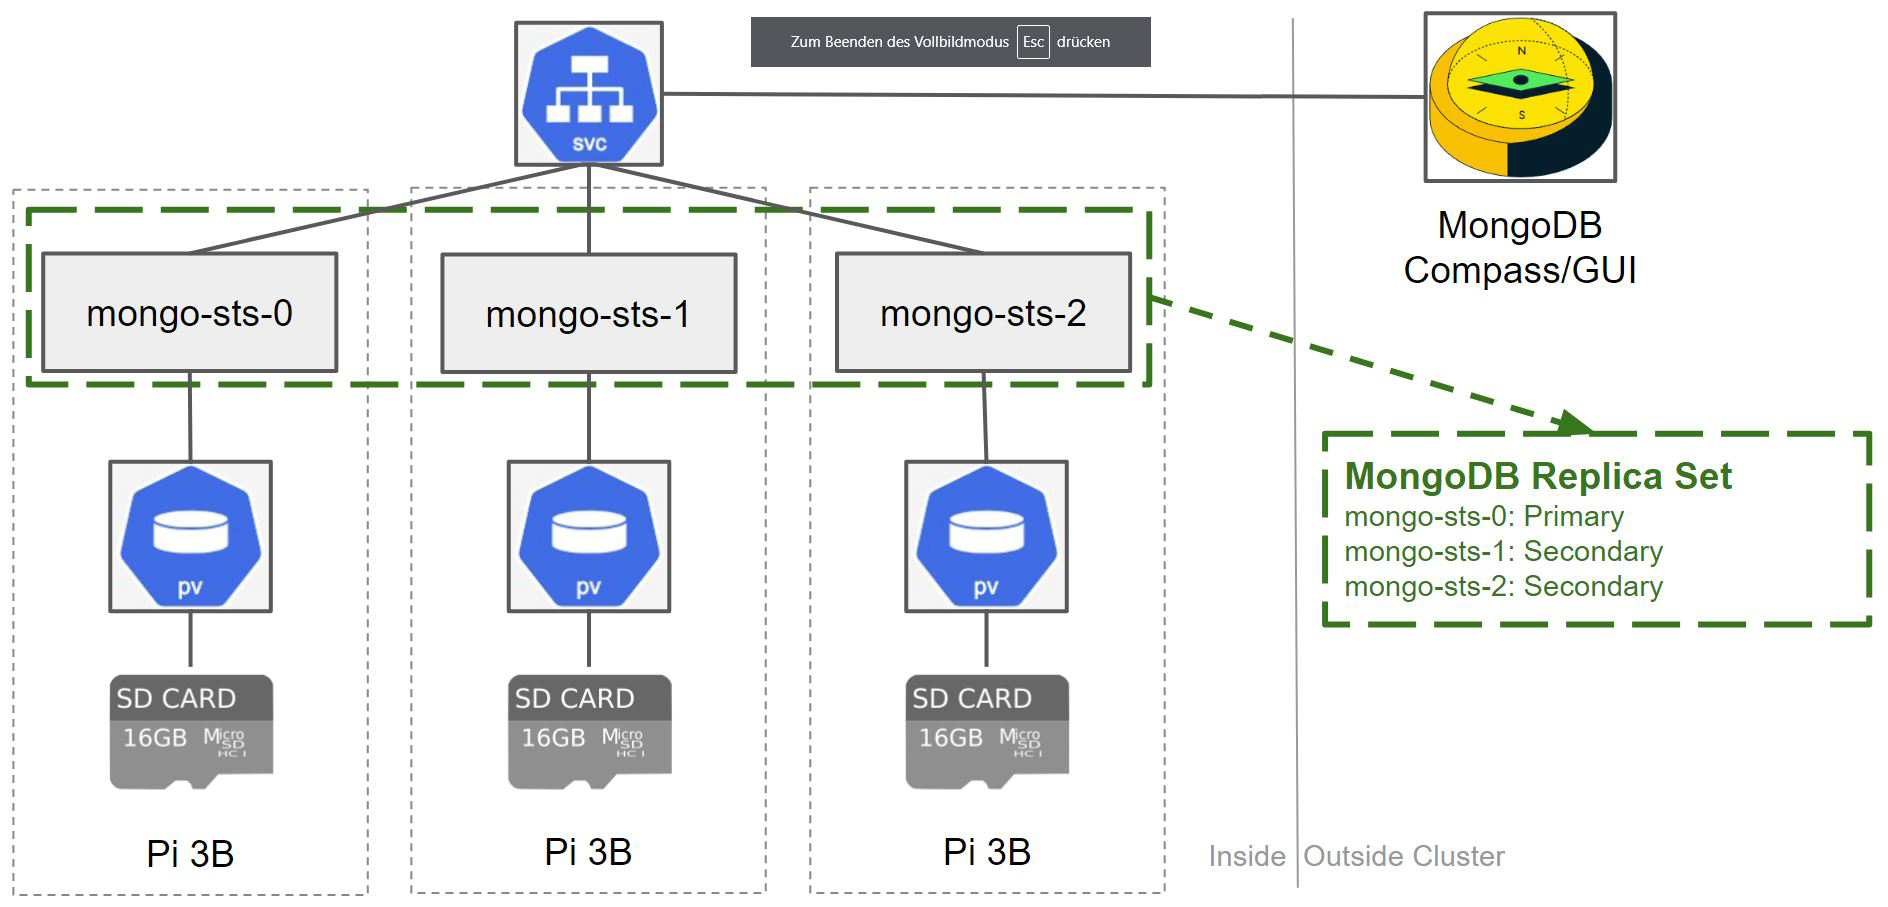 Zum Beenden des Vollbildmodus Esc drücken
svc
N
S
MongoDB
Compass/GUI
mongo-sts-0
mongo-sts-1
mongo-sts-2
MongoDB Replica Set
mongo-sts-0: Primary
mongo-sts-1: Secondary
mongo-sts-2: Secondary
pv
pv
pv
SD CARD
16GB Micro
SD
HC I
SD CARD
16GB Micro
SD
HC I
SD CARD
16GB Micro
SD
HC I
Pi 3B
Pi 3B
Pi 3B
Inside
Outside Cluster